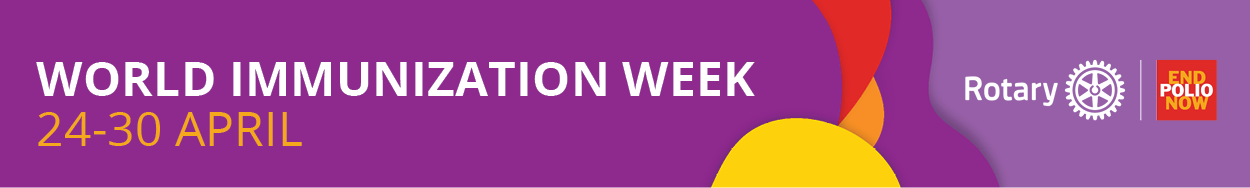 WORLD IMMUNIZATION WEEK
24-30 APRIL
Rotary
END
POLIO
NOW